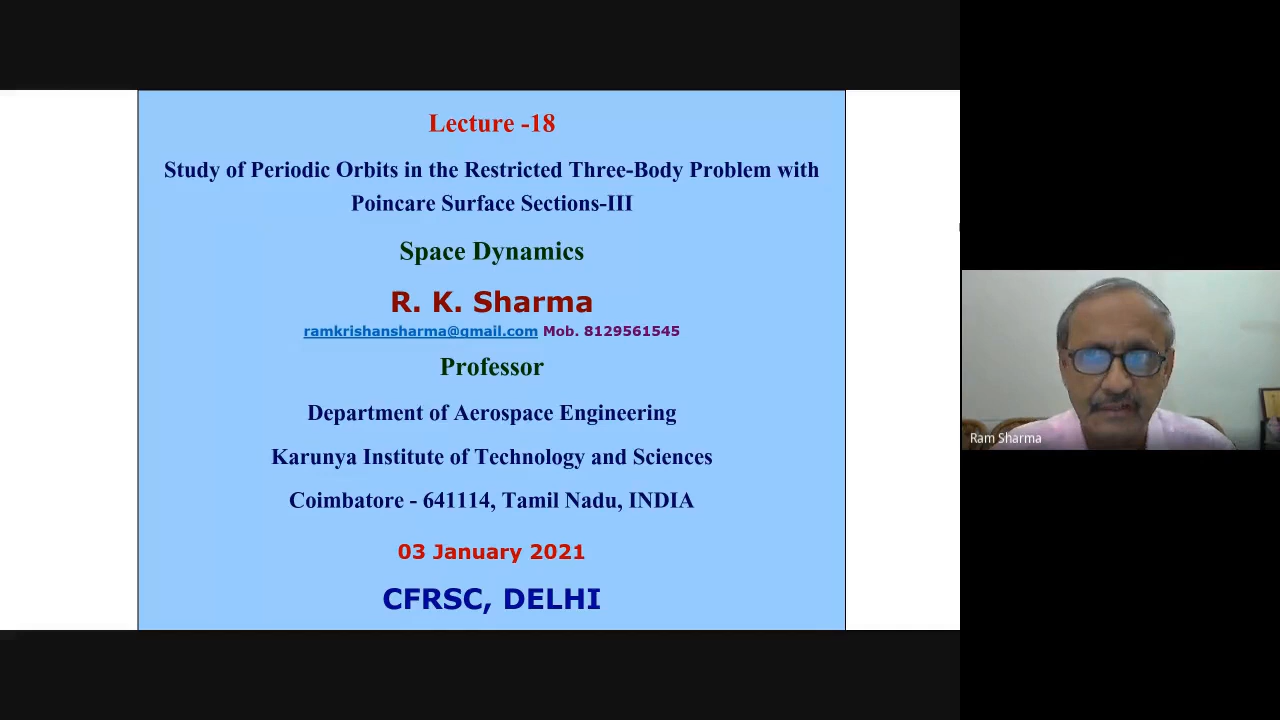 Lecture -18
Study of Periodic Orbits in the Restricted Three-Body Problem with
Poincare Surface Sections-III
Space Dynamics
R. K. Sharma
ramkrishansharma@gmail.com Mob. 8129561545
Professor
Department of Aerospace Engineering
Karunya Institute of Technology and Sciences
Coimbatore - 641114, Tamil Nadu, INDIA
03 January 2021
CFRSC, DELHI
Ram Sharma